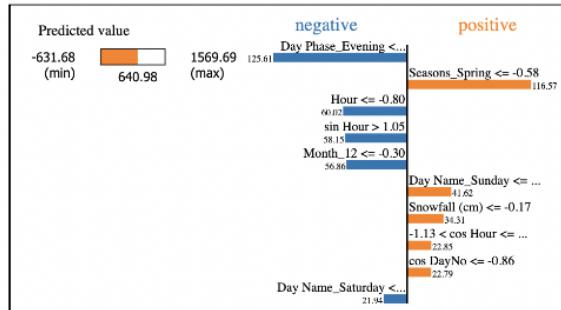 negative positive
Predicted value
-631.68 (min)
640.98
1569.69 (max)
Day Phase_Evening <...
125.61
Seasons_Spring <= -0.58
116.57
Hour <= -0.80
60.02
sin Hour > 1.05
58.15
Month_12 <= -0.30
56.86
Day Name_Sunday <= ...
41.62
Snowfall (cm) <= -0.17
34.31
-1.13 < cos Hour <= ...
22.85
cos DayNo <= -0.86
22.79
Day Name_Saturday <...
21.94